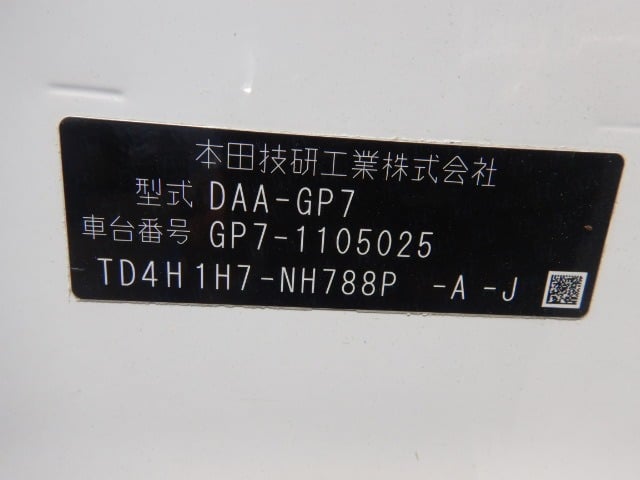 本田技研工業株式会社
型式 DAA-GP7
車台番号 GP7-1105025
TD4H1H7-NH788P -A-J